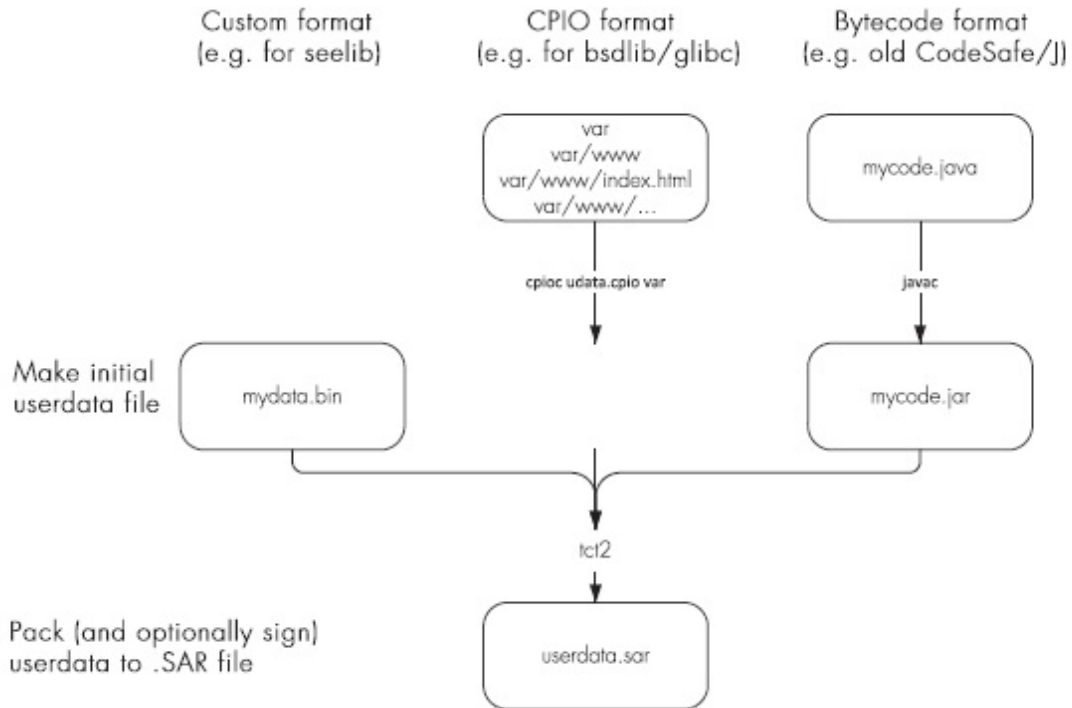 Custom format
(e.g. for seelib)
CPIO format
(e.g. for bsdlib/glibc)
Bytecode format
(e.g. old CodeSafe/J)
var
var/www
var/www/index.html
var/www/...
mycode.java
cpioc udata.cpio var
javac
Make initial
userdata file
mydata.bin
mycode.jar
tct2
Pack (and optionally sign)
userdata to .SAR file
userdata.sar